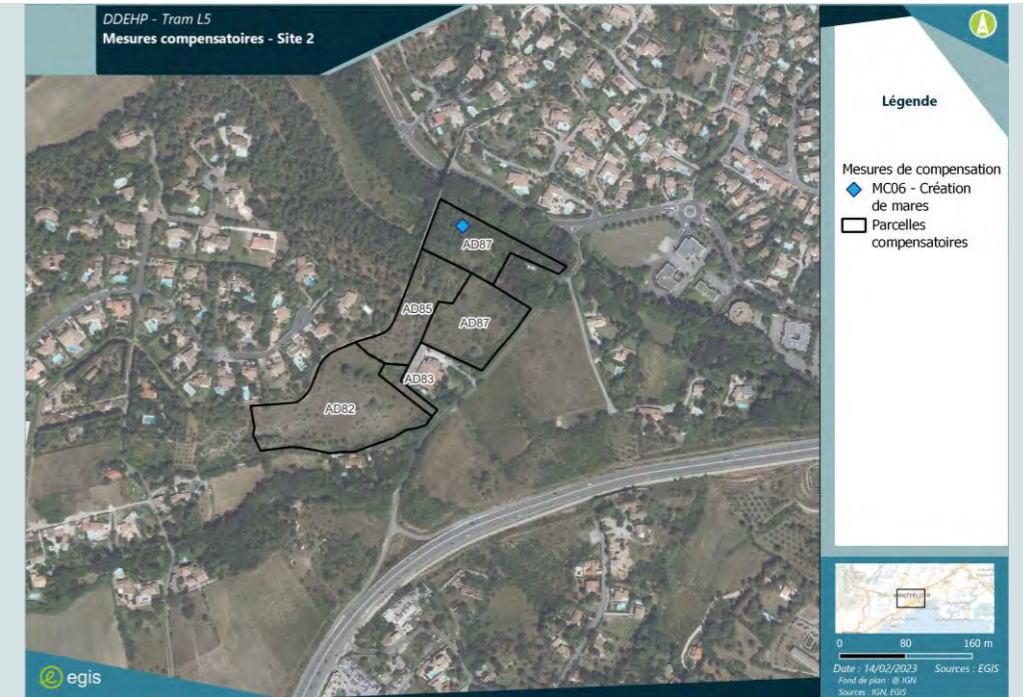 DDEHP - Tram L5
Mesures compensatoires - Site 2
Légende
Mesures de compensation
MC06 - Création
de mares
Parcelles
compensatoires
AD87
AD85
AD87
AD83
AD82
0 80 160 m
Date : 14/02/2023 Sources : EGIS
Fond de plan : @ IGN
Sources : IGN, EGIS
egis